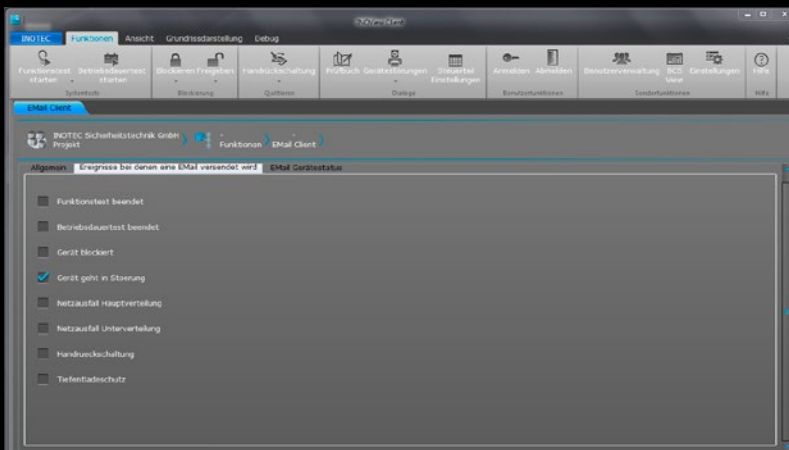 INOView Client
INOTEC Funktionen Ansicht Grundrissdarstellung Debug
Funktionstest starten Betriebsdauertest starten Blockieren Freigeben Handrückschaltung Prüfbuch Gerätestörungen Steuerteil Einstellungen Anmelden Abmelden Benutzerverwaltung BCS View Einstellungen Hilfe
Systemtests Blockierung Quittieren Dialoge Benutzerfunktionen Sonderfunktionen Hilfe
EMail Client
INOTEC Sicherheitstechnik GmbH
Projekt Funktionen EMail Client
Allgemein Ereignisse bei denen eine EMail versendet wird EMail Gerätestatus
Funktionstest beendet
Betriebsdauertest beendet
Gerät blockiert
Gerät geht in Stoerung
Netzausfall Hauptverteilung
Netzausfall Unterverteilung
Handrueckschaltung
Tiefentladeschutz